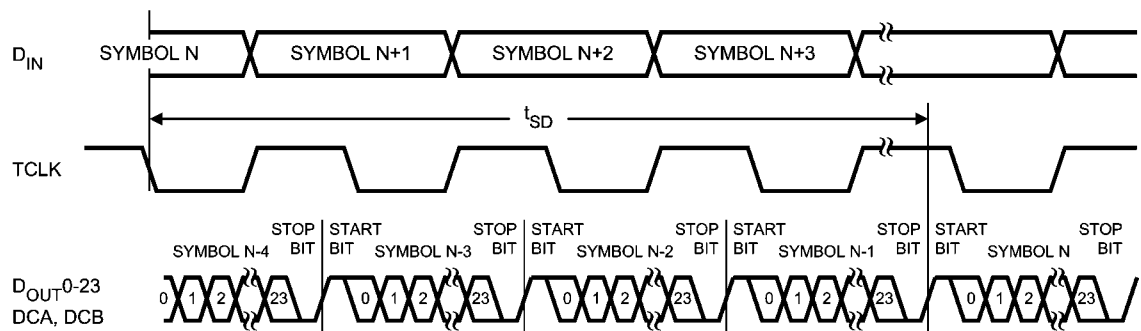 D_IN SYMBOL N SYMBOL N+1 SYMBOL N+2 SYMBOL N+3
t_SD
TCLK
STOP BIT START BIT STOP BIT START BIT STOP BIT START BIT STOP BIT START BIT STOP BIT
SYMBOL N-4 SYMBOL N-3 SYMBOL N-2 SYMBOL N-1 SYMBOL N
D_OUT0-23 0 1 2 23 0 1 2 23 0 1 2 23 0 1 2 23 0 1 2 23
DCA, DCB